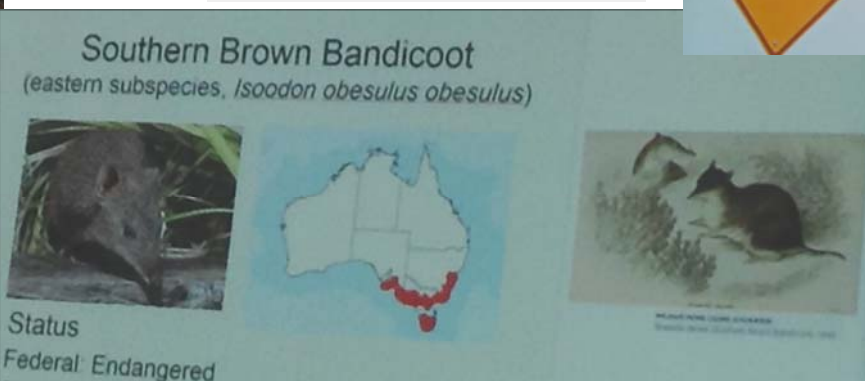 Southern Brown Bandicoot
(eastern subspecies, Isoodon obesulus obesulus)
Status
Federal: Endangered